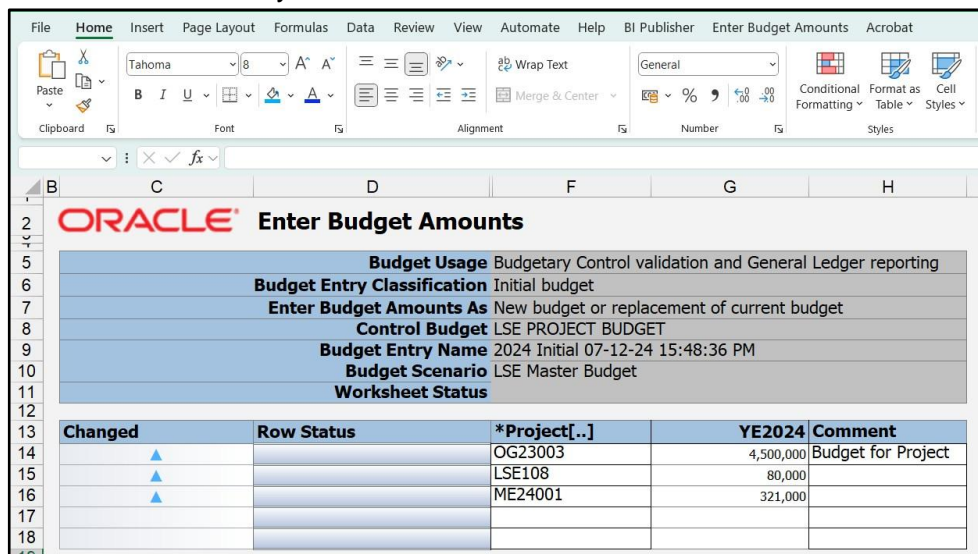 File Home Insert Page Layout Formulas Data Review View Automate Help BI Publisher Enter Budget Amounts Acrobat
Tahoma 8 A^ A˅ ab Wrap Text General
Paste B I U A Merge & Center % 9 .00 .00 Conditional Format as Cell
Formatting Table Styles
Clipboard Font Alignment Number Styles
fx
B C D F G H
2 ORACLE Enter Budget Amounts
5 Budget Usage Budgetary Control validation and General Ledger reporting
6 Budget Entry Classification Initial budget
7 Enter Budget Amounts As New budget or replacement of current budget
8 Control Budget LSE PROJECT BUDGET
9 Budget Entry Name 2024 Initial 07-12-24 15:48:36 PM
10 Budget Scenario LSE Master Budget
11 Worksheet Status
12
13 Changed Row Status *Project[..] YE2024 Comment
14 OG23003 4,500,000 Budget for Project
15 LSE108 80,000
16 ME24001 321,000
17
18